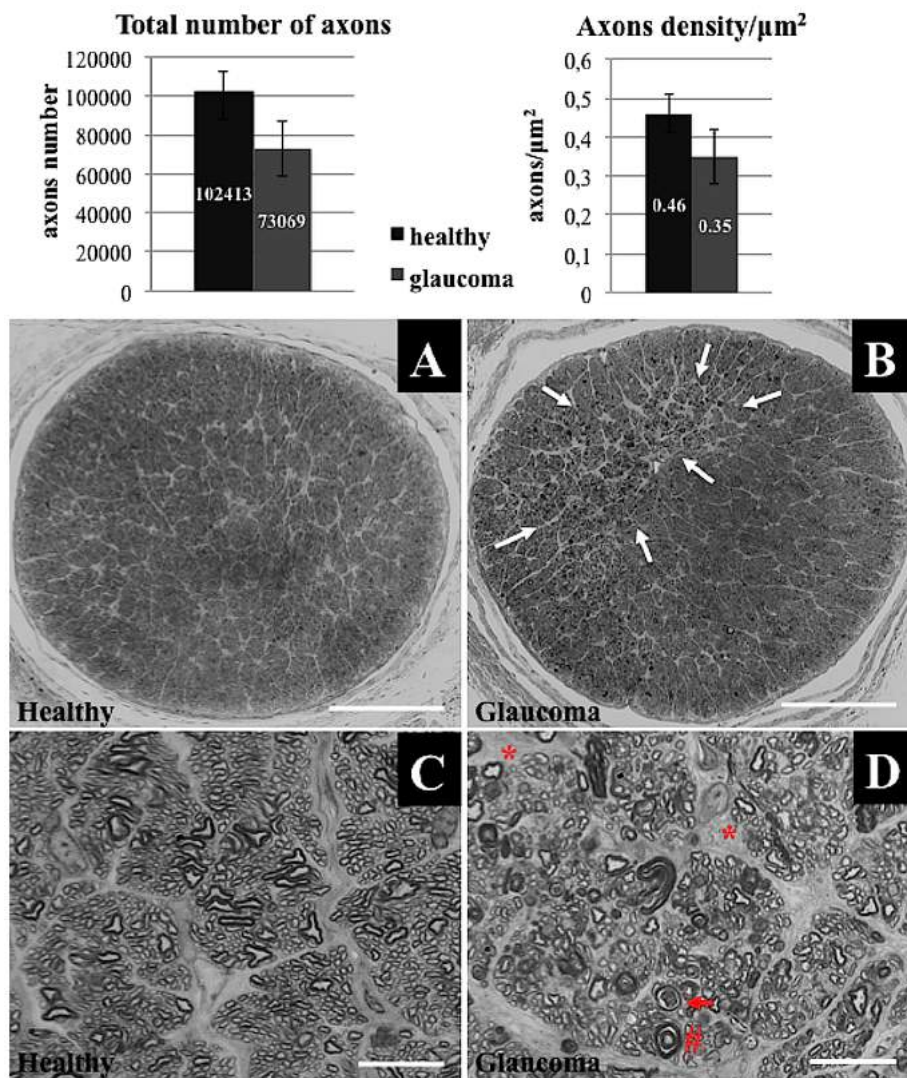 Total number of axons
Axons density/µm²
axons number
120000
100000
80000
60000
40000
20000
0
102413
73069
healthy
glaucoma
axons/µm²
0,6
0,5
0,4
0,3
0,2
0,1
0
0.46
0.35
A
Healthy
B
Glaucoma
C
Healthy
D
*
*
##
Glaucoma